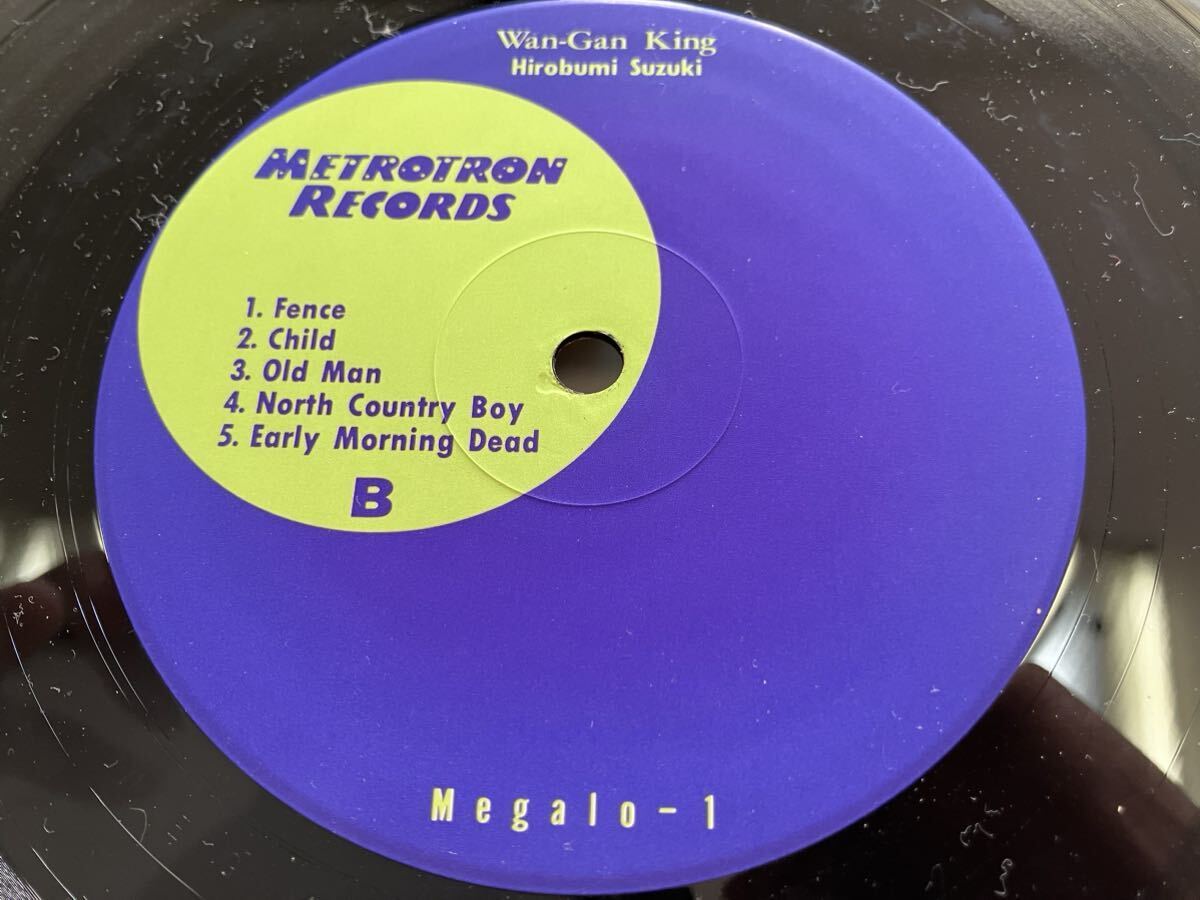 Wan-Gan King
Hirobumi Suzuki
METROTRON
RECORDS
1. Fence
2. Child
3. Old Man
4. North Country Boy
5. Early Morning Dead
B
Megalo-1